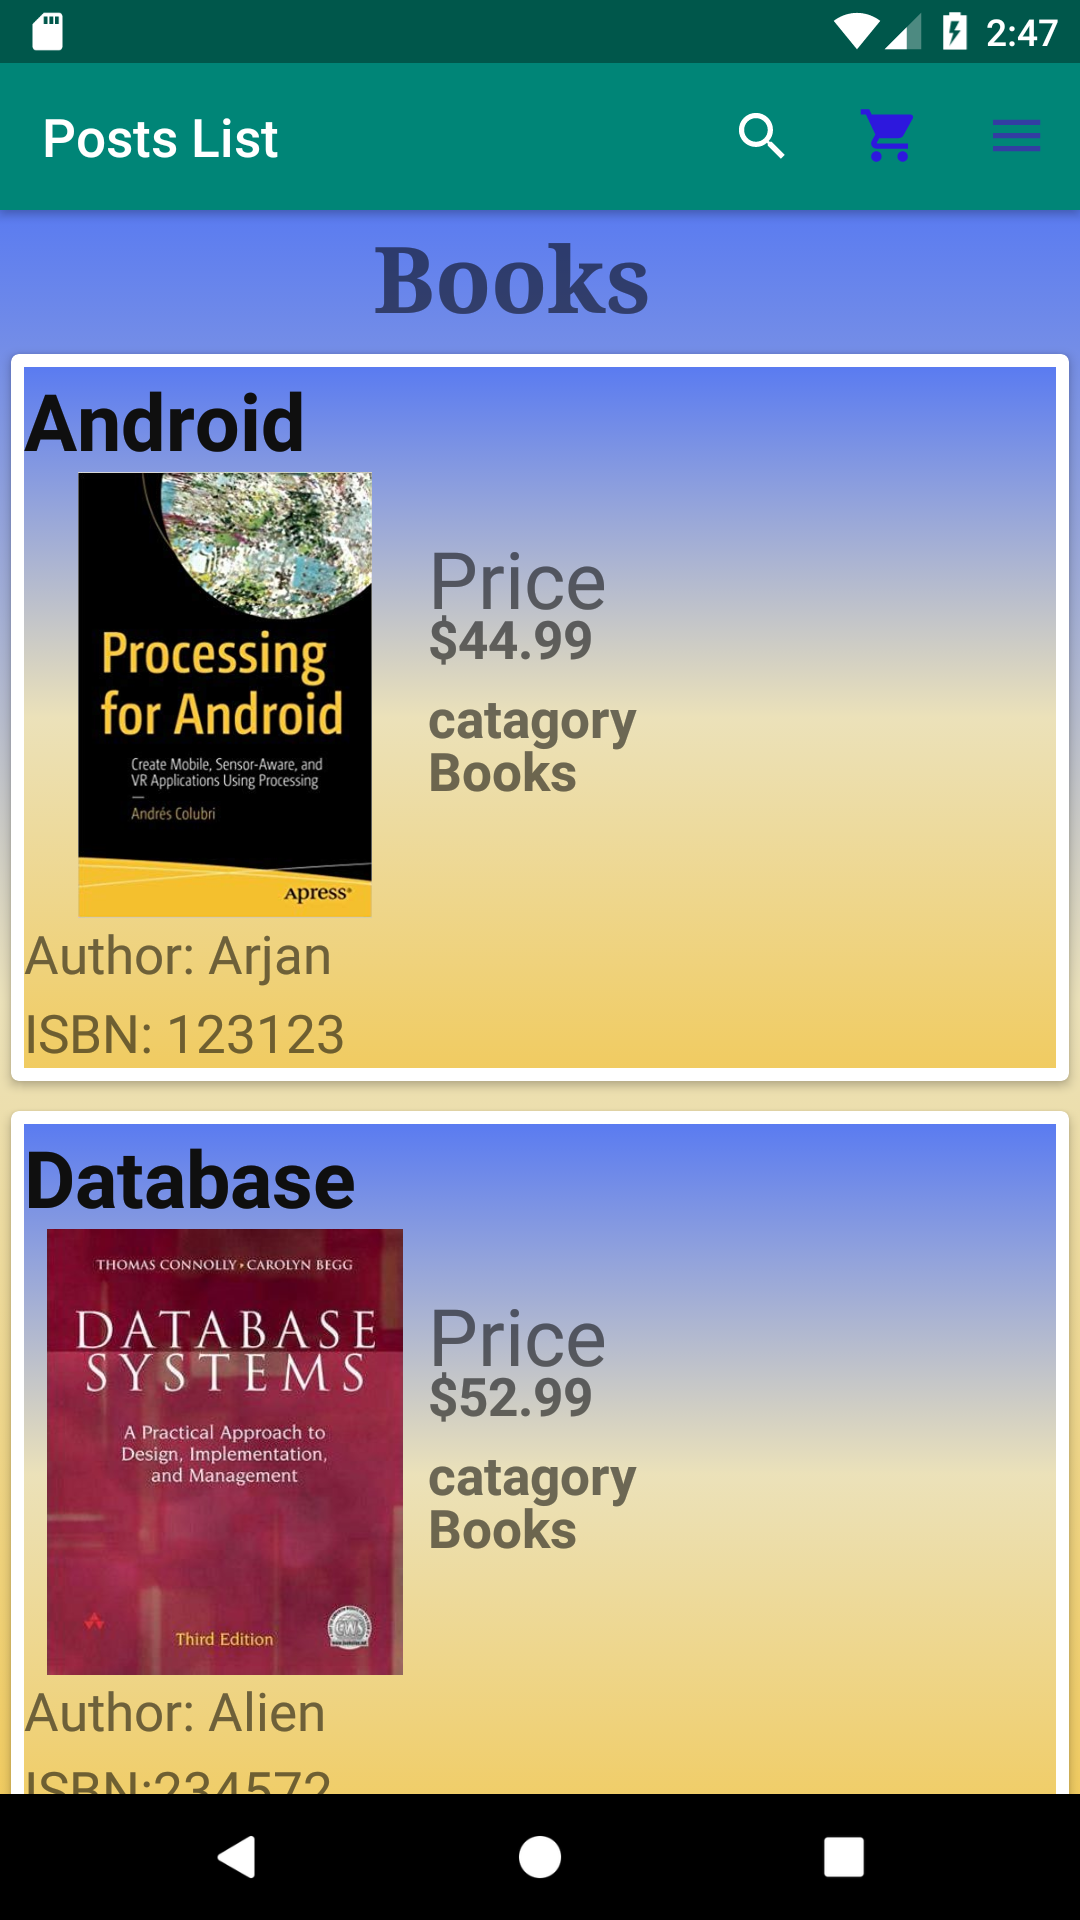 2:47
Posts List
Books
Android
Processing
for Android
Create Mobile, Sensor-Aware, and
VR Applications Using Processing
Andrés Colubri
Apress®
Price
$44.99
catagory
Books
Author: Arjan
ISBN: 123123
Database
THOMAS CONNOLLY • CAROLYN BEGG
DATABASE
SYSTEMS
A Practical Approach to
Design, Implementation,
and Management
Third Edition
Price
$52.99
catagory
Books
Author: Alien
ISBN:234572